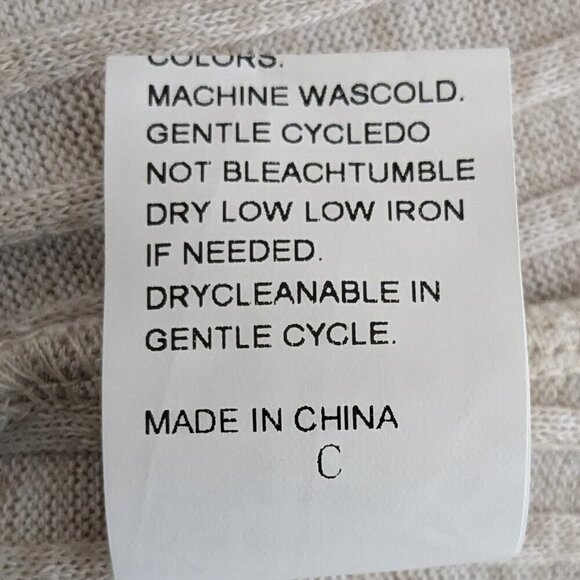 COLORS.
MACHINE WASCOLD.
GENTLE CYCLEDO
NOT BLEACHTUMBLE
DRY LOW LOW IRON
IF NEEDED.
DRYCLEANABLE IN
GENTLE CYCLE.
MADE IN CHINA
C